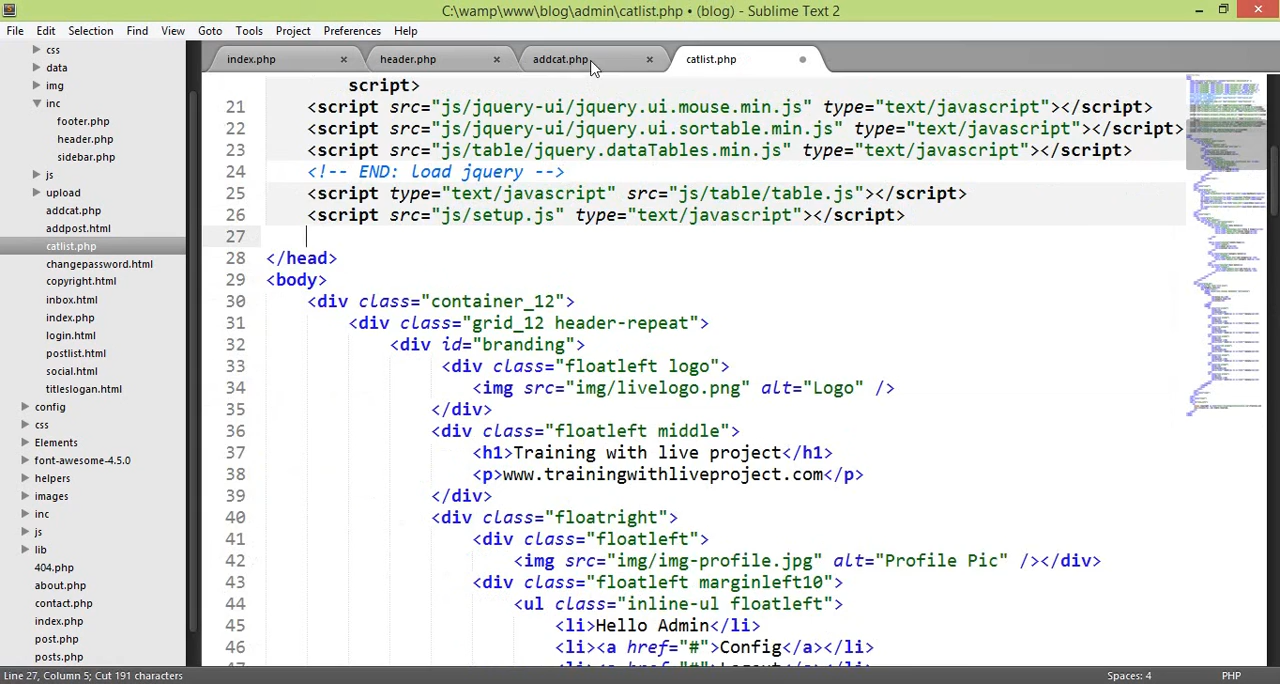 C:\wamp\www\blog\admin\catlist.php • (blog) - Sublime Text 2
File Edit Selection Find View Goto Tools Project Preferences Help
css
data
img
inc
footer.php
header.php
sidebar.php
js
upload
addcat.php
addpost.html
catlist.php
changepassword.html
copyright.html
inbox.html
index.php
login.html
postlist.html
social.html
titleslogan.html
config
css
Elements
font-awesome-4.5.0
helpers
images
inc
js
lib
404.php
about.php
contact.php
index.php
post.php
posts.php
index.php header.php addcat.php catlist.php
script>
21 <script src="js/jquery-ui/jquery.ui.mouse.min.js" type="text/javascript"></script>
22 <script src="js/jquery-ui/jquery.ui.sortable.min.js" type="text/javascript"></script>
23 <script src="js/table/jquery.dataTables.min.js" type="text/javascript"></script>
24 <!-- END: load jquery -->
25 <script type="text/javascript" src="js/table/table.js"></script>
26 <script src="js/setup.js" type="text/javascript"></script>
27
28 </head>
29 <body>
30 <div class="container_12">
31 <div class="grid_12 header-repeat">
32 <div id="branding">
33 <div class="floatleft logo">
34 <img src="img/livelogo.png" alt="Logo" />
35 </div>
36 <div class="floatleft middle">
37 <h1>Training with live project</h1>
38 <p>www.trainingwithliveproject.com</p>
39 </div>
40 <div class="floatright">
41 <div class="floatleft">
42 <img src="img/img-profile.jpg" alt="Profile Pic" /></div>
43 <div class="floatleft marginleft10">
44 <ul class="inline-ul floatleft">
45 <li>Hello Admin</li>
46 <li><a href="#">Config</a></li>
Line 27, Column 5; Cut 191 characters
Spaces: 4
PHP